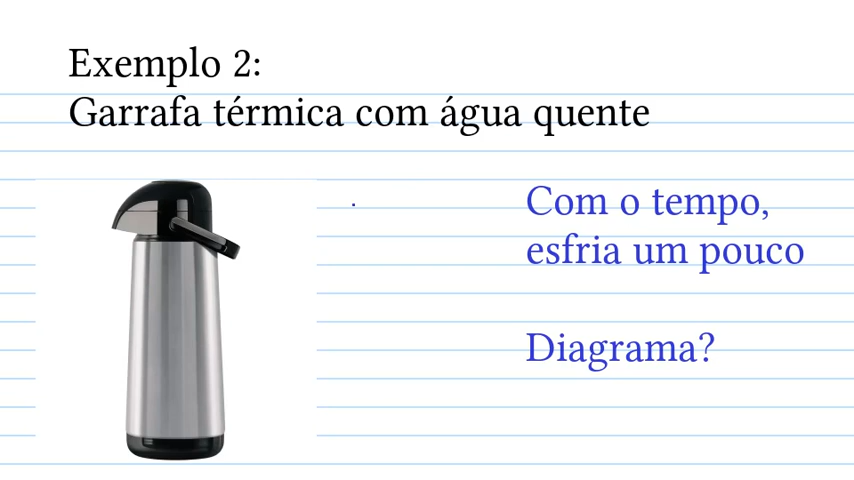 Exemplo 2:
Garrafa térmica com água quente
Com o tempo,
esfria um pouco
Diagrama?